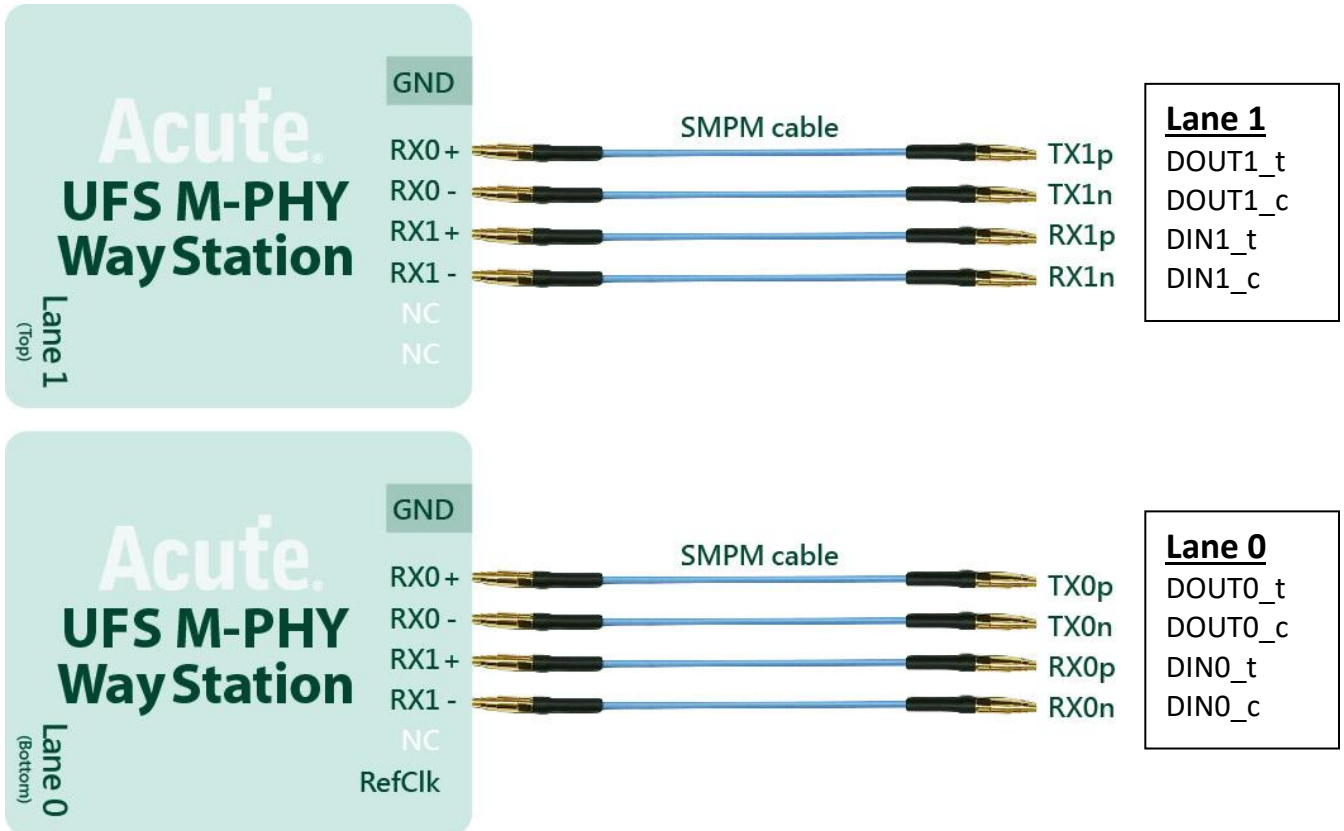 Acute.
UFS M-PHY
Way Station
Lane 1
(Top)
GND
RX0 +
RX0 -
RX1 +
RX1 -
NC
NC
SMPM cable
TX1p
TX1n
RX1p
RX1n
Lane 1
DOUT1_t
DOUT1_c
DIN1_t
DIN1_c
Acute.
UFS M-PHY
Way Station
Lane 0
(Bottom)
GND
RX0 +
RX0 -
RX1 +
RX1 -
NC
RefClk
SMPM cable
TX0p
TX0n
RX0p
RX0n
Lane 0
DOUT0_t
DOUT0_c
DIN0_t
DIN0_c